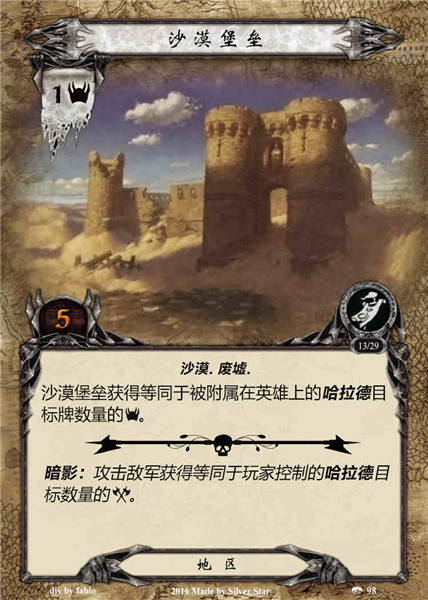 沙漠堡垒
1
5
13/29
沙漠. 废墟.
沙漠堡垒获得等同于被附属在英雄上的哈拉德目
标牌数量的。
暗影：攻击敌军获得等同于玩家控制的哈拉德目
标数量的。
地区
diy by fabio
2016 Made by Silver Star
98